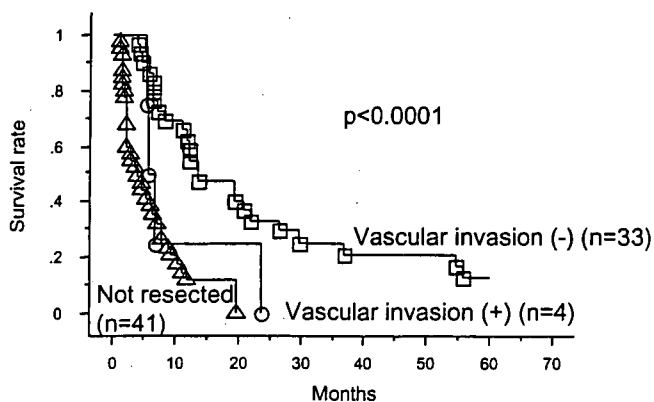 1
.8
.6
.4
.2
0
Survival rate
p<0.0001
Vascular invasion (-) (n=33)
Not resected
(n=41)
Vascular invasion (+) (n=4)
0 10 20 30 40 50 60 70
Months